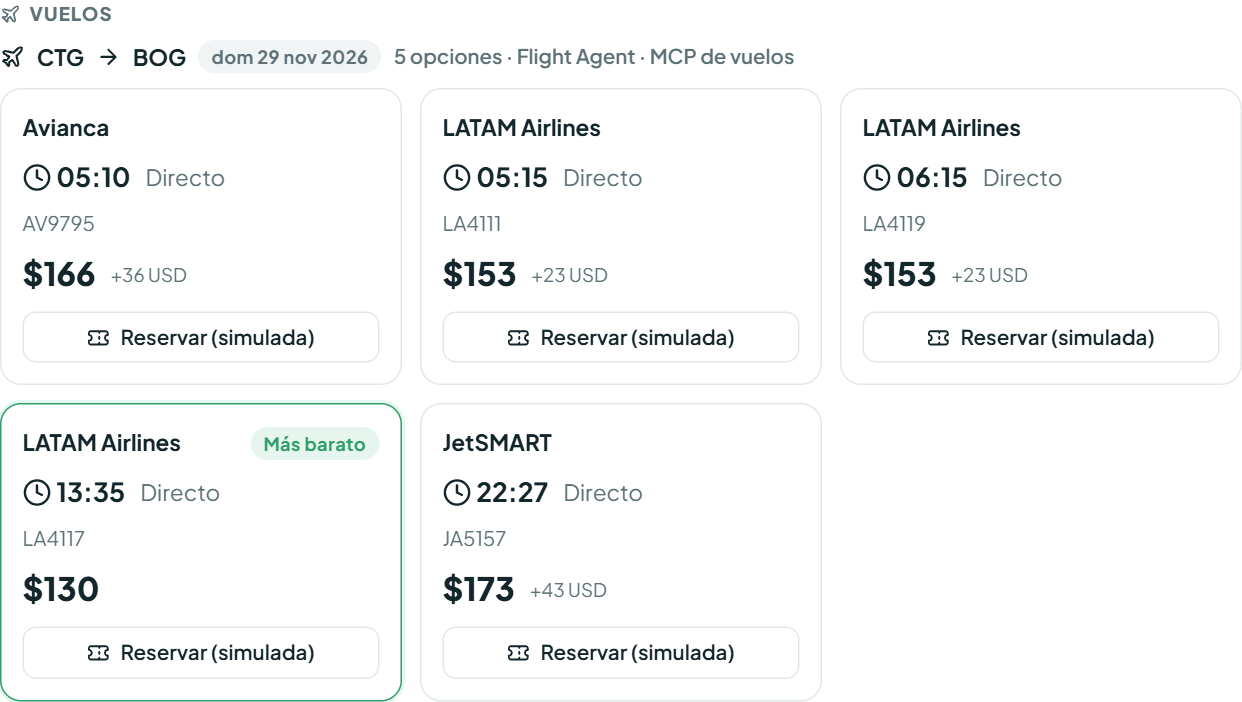 VUELOS
CTG → BOG dom 29 nov 2026 5 opciones · Flight Agent · MCP de vuelos
Avianca
05:10 Directo
AV9795
$166 +36 USD
Reservar (simulada)
LATAM Airlines
05:15 Directo
LA4111
$153 +23 USD
Reservar (simulada)
LATAM Airlines
06:15 Directo
LA4119
$153 +23 USD
Reservar (simulada)
LATAM Airlines Más barato
13:35 Directo
LA4117
$130
Reservar (simulada)
JetSMART
22:27 Directo
JA5157
$173 +43 USD
Reservar (simulada)